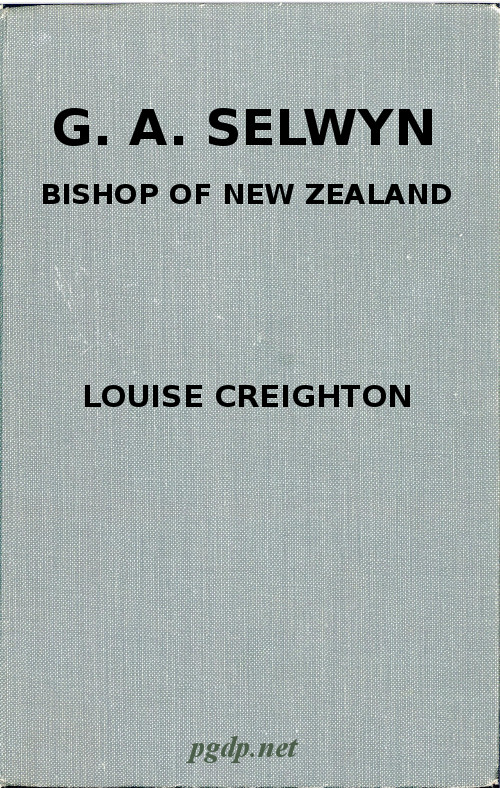 G. A. SELWYN
BISHOP OF NEW ZEALAND
LOUISE CREIGHTON
pgdp.net